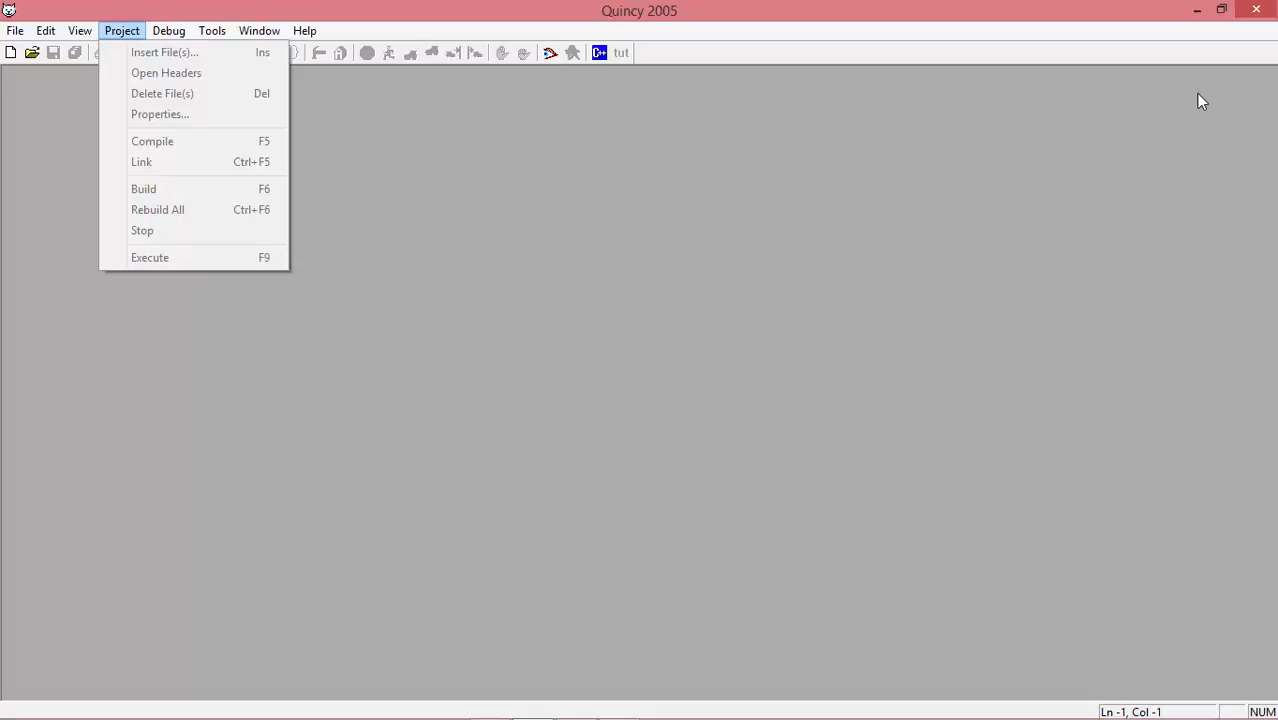 Quincy 2005
File Edit View Project Debug Tools Window Help
C++ tut
Insert File(s)... Ins
Open Headers
Delete File(s) Del
Properties...
Compile F5
Link Ctrl+F5
Build F6
Rebuild All Ctrl+F6
Stop
Execute F9
Ln -1, Col -1 NUM